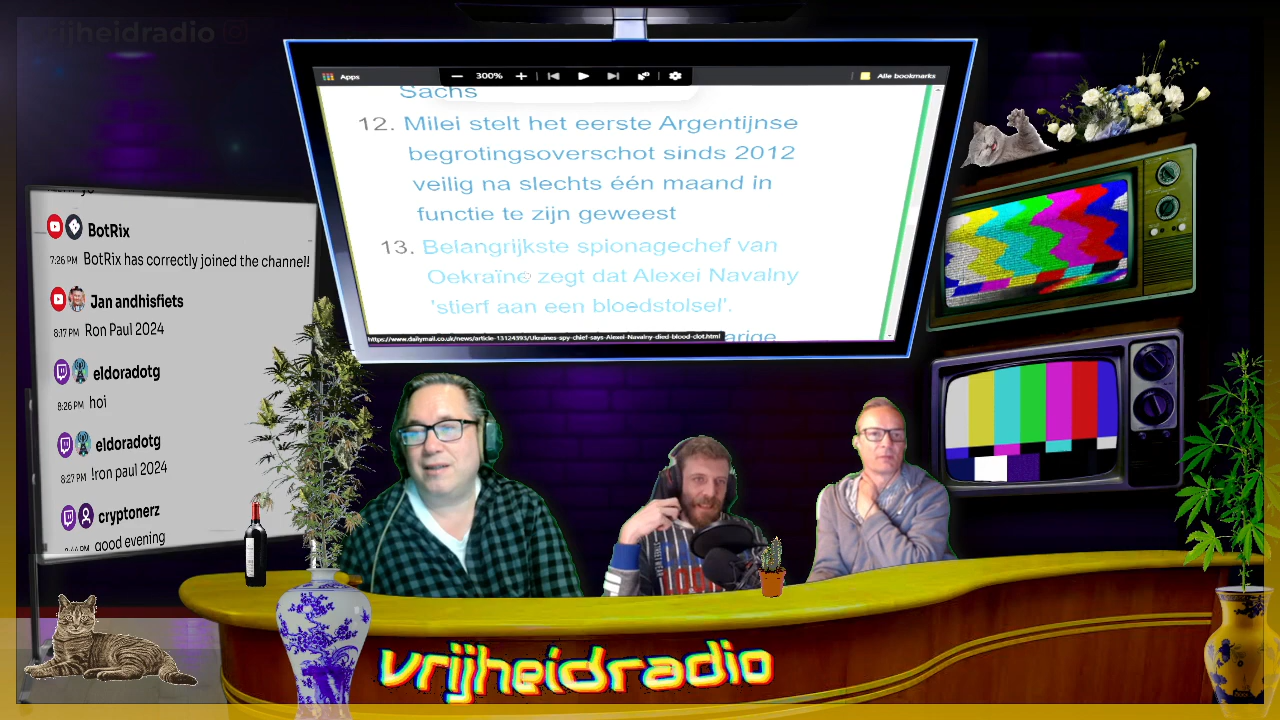 vrijheidradio
Apps
300%
Alle bookmarks
Sachs
12. Milei stelt het eerste Argentijnse
begrotingsoverschot sinds 2012
veilig na slechts één maand in
functie te zijn geweest
13. Belangrijkste spionagechef van
Oekraïne zegt dat Alexei Navalny
'stierf aan een bloedstolsel'.
arige
https://www.dailymail.co.uk/news/article-13124393/Ukraines-spy-chief-says-Alexei-Navalny-died-blood-clot.html
BotRix
7:26 PM BotRix has correctly joined the channel!
Jan andhisfiets
8:17 PM Ron Paul 2024
eldoradotg
8:26 PM hoi
eldoradotg
8:27 PM !ron paul 2024
cryptonerz
good evening
vrijheidradio